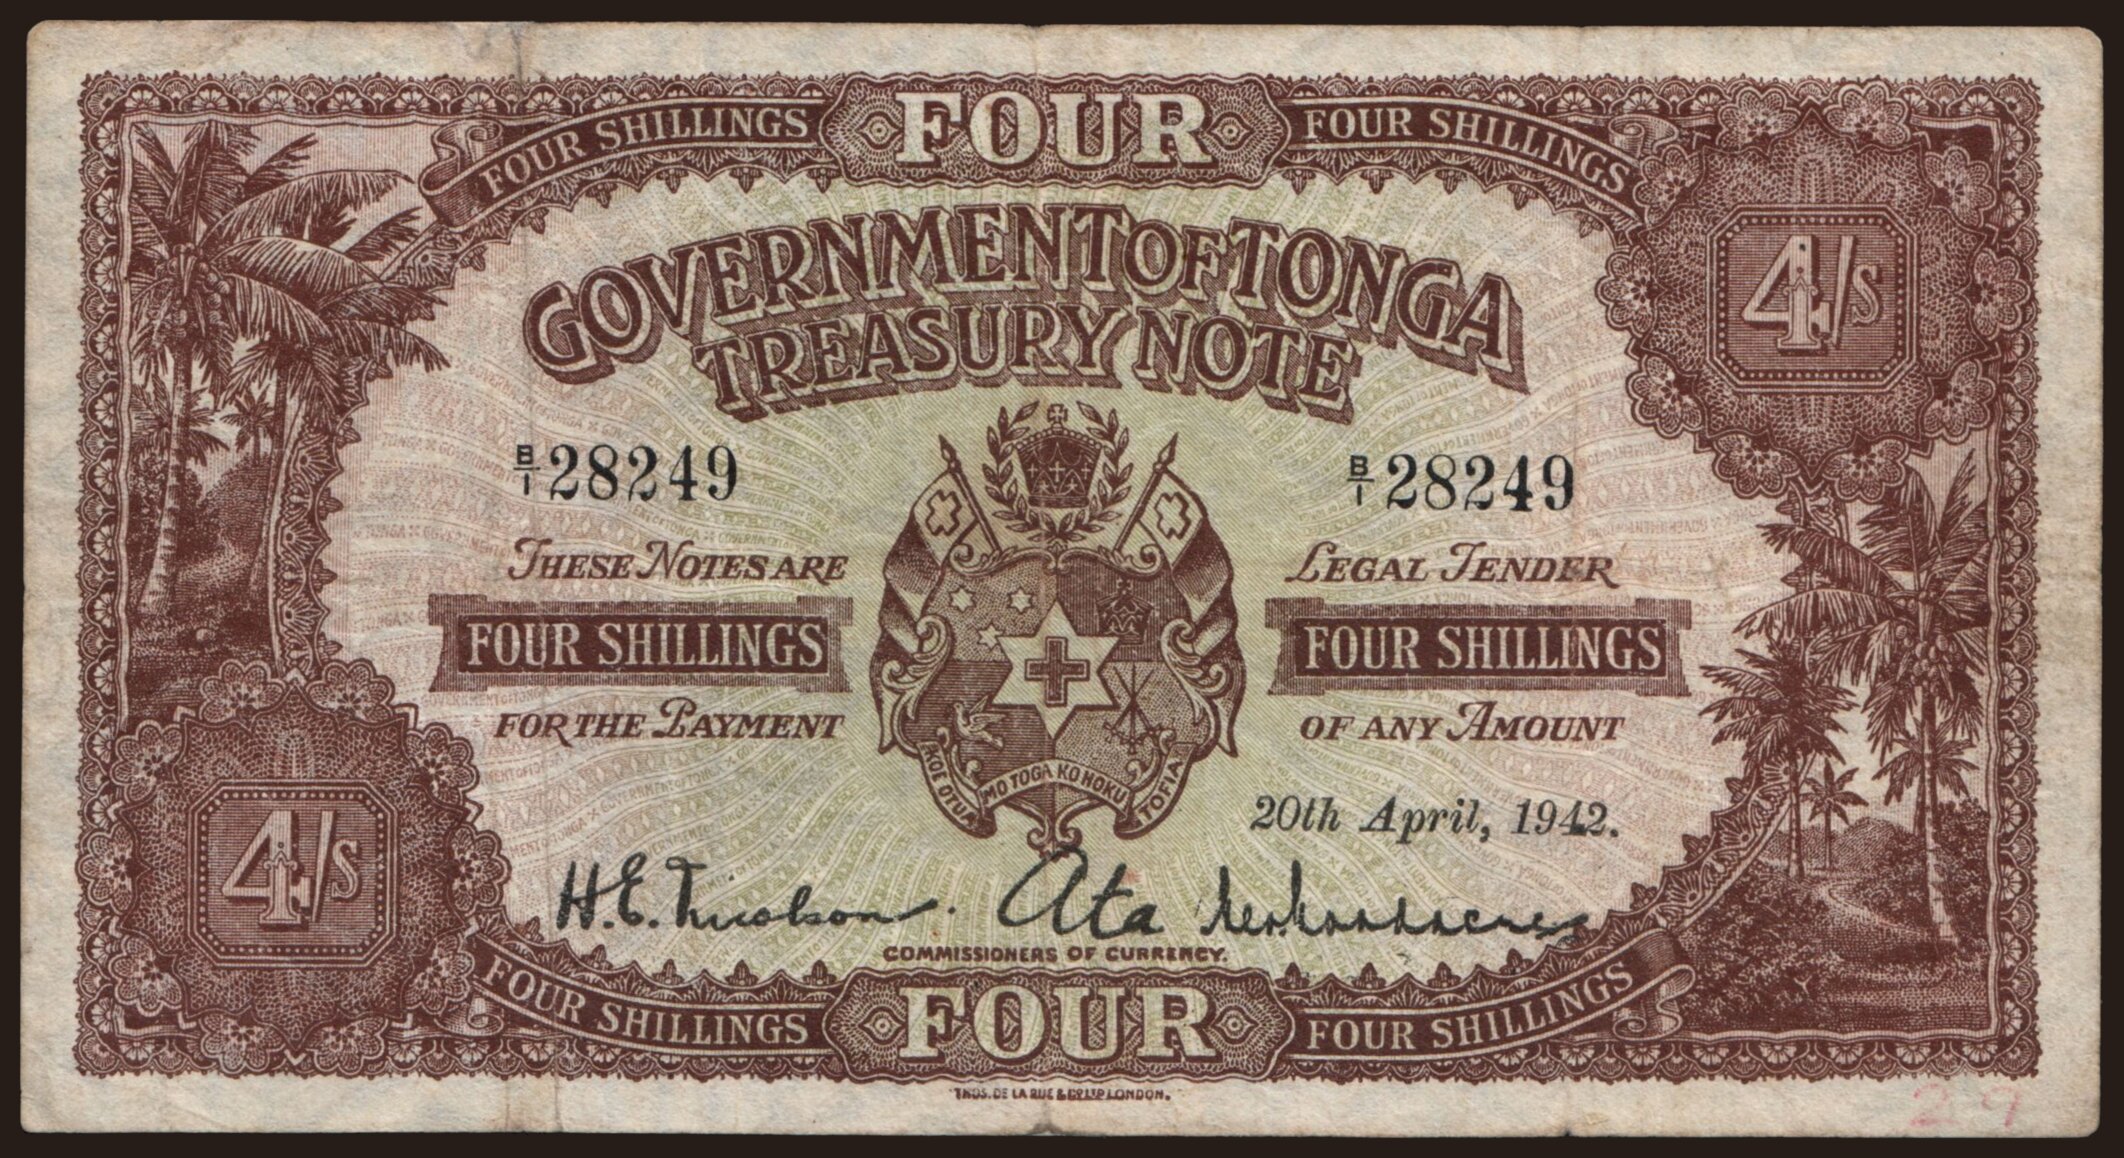 FOUR SHILLINGS FOUR FOUR SHILLINGS
4/s
GOVERNMENT OF TONGA
TREASURY NOTE
B/1 28249 B/1 28249
THESE NOTES ARE LEGAL TENDER
FOUR SHILLINGS FOUR SHILLINGS
FOR THE PAYMENT OF ANY AMOUNT
KOE OTUA MO TOGA KO HOKU TOFIA
20th April, 1942.
4/s
H.E. Ata
COMMISSIONERS OF CURRENCY.
FOUR SHILLINGS FOUR FOUR SHILLINGS
THOS. DE LA RUE & CO. LTD LONDON.
29